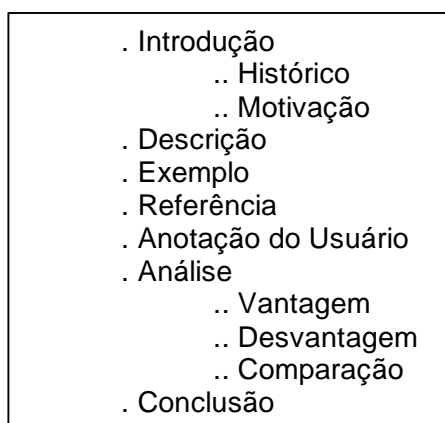 . Introdução
.. Histórico
.. Motivação
. Descrição
. Exemplo
. Referência
. Anotação do Usuário
. Análise
.. Vantagem
.. Desvantagem
.. Comparação
. Conclusão